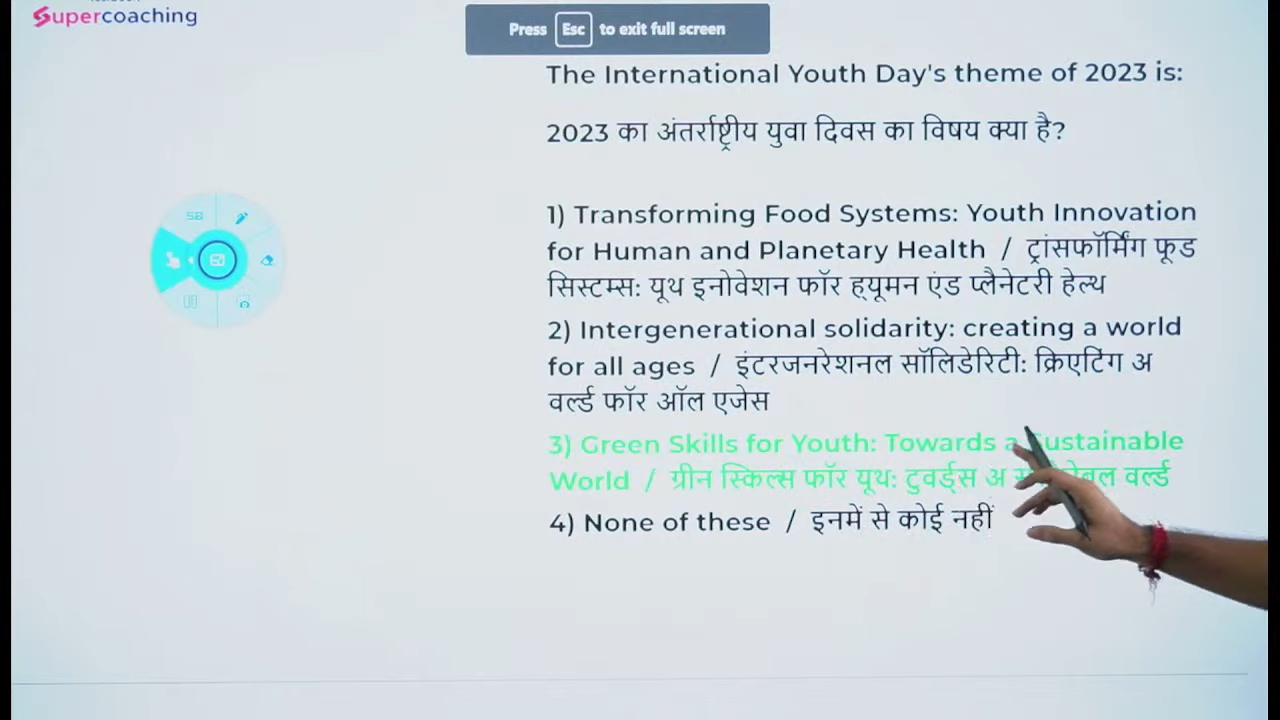 Supercoaching
Press Esc to exit full screen
The International Youth Day's theme of 2023 is:
2023 का अंतर्राष्ट्रीय युवा दिवस का विषय क्या है?
1) Transforming Food Systems: Youth Innovation
for Human and Planetary Health / ट्रांसफॉर्मिंग फूड
सिस्टम्स: यूथ इनोवेशन फॉर ह्यूमन एंड प्लैनेटरी हेल्थ
2) Intergenerational solidarity: creating a world
for all ages / इंटरजनरेशनल सॉलिडेरिटी: क्रिएटिंग अ
वर्ल्ड फॉर ऑल एजेस
3) Green Skills for Youth: Towards a Sustainable
World / ग्रीन स्किल्स फॉर यूथ: टुवर्ड्स अ वर्ल्ड
4) None of these / इनमें से कोई नहीं